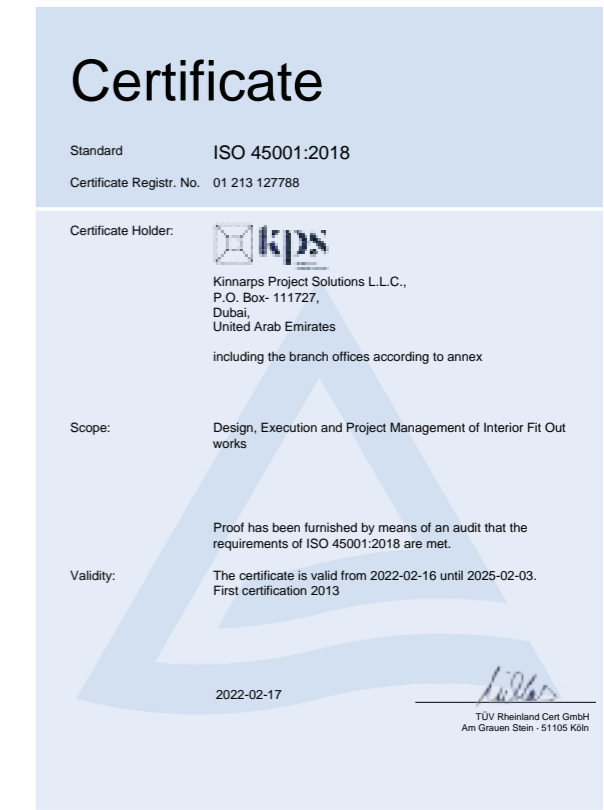 Certificate
Standard ISO 45001:2018
Certificate Registr. No. 01 213 127788
Certificate Holder:
kps
Kinnarps Project Solutions L.L.C.,
P.O. Box- 111727,
Dubai,
United Arab Emirates
including the branch offices according to annex
Scope: Design, Execution and Project Management of Interior Fit Out
works
Proof has been furnished by means of an audit that the
requirements of ISO 45001:2018 are met.
Validity: The certificate is valid from 2022-02-16 until 2025-02-03.
First certification 2013
2022-02-17
TÜV Rheinland Cert GmbH
Am Grauen Stein - 51105 Köln